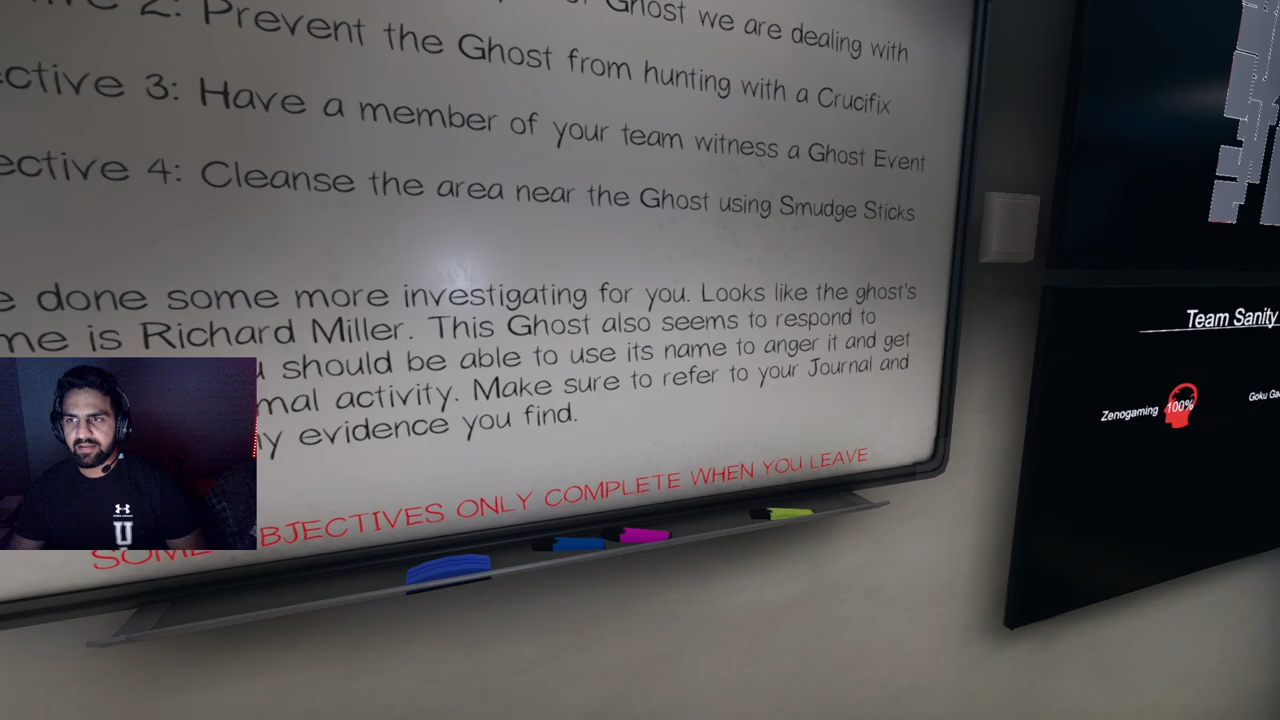 2: Prevent the Ghost from hunting with a Crucifix
Ghost we are dealing with
ective 3: Have a member of your team witness a Ghost Event
ective 4: Cleanse the area near the Ghost using Smudge Sticks
e done some more investigating for you. Looks like the ghost's
me is Richard Miller. This Ghost also seems to respond to
should be able to use its name to anger it and get
mal activity. Make sure to refer to your Journal and
y evidence you find.
SOME OBJECTIVES ONLY COMPLETE WHEN YOU LEAVE
Team Sanity
Zenogaming 100%
Goku Ga
U